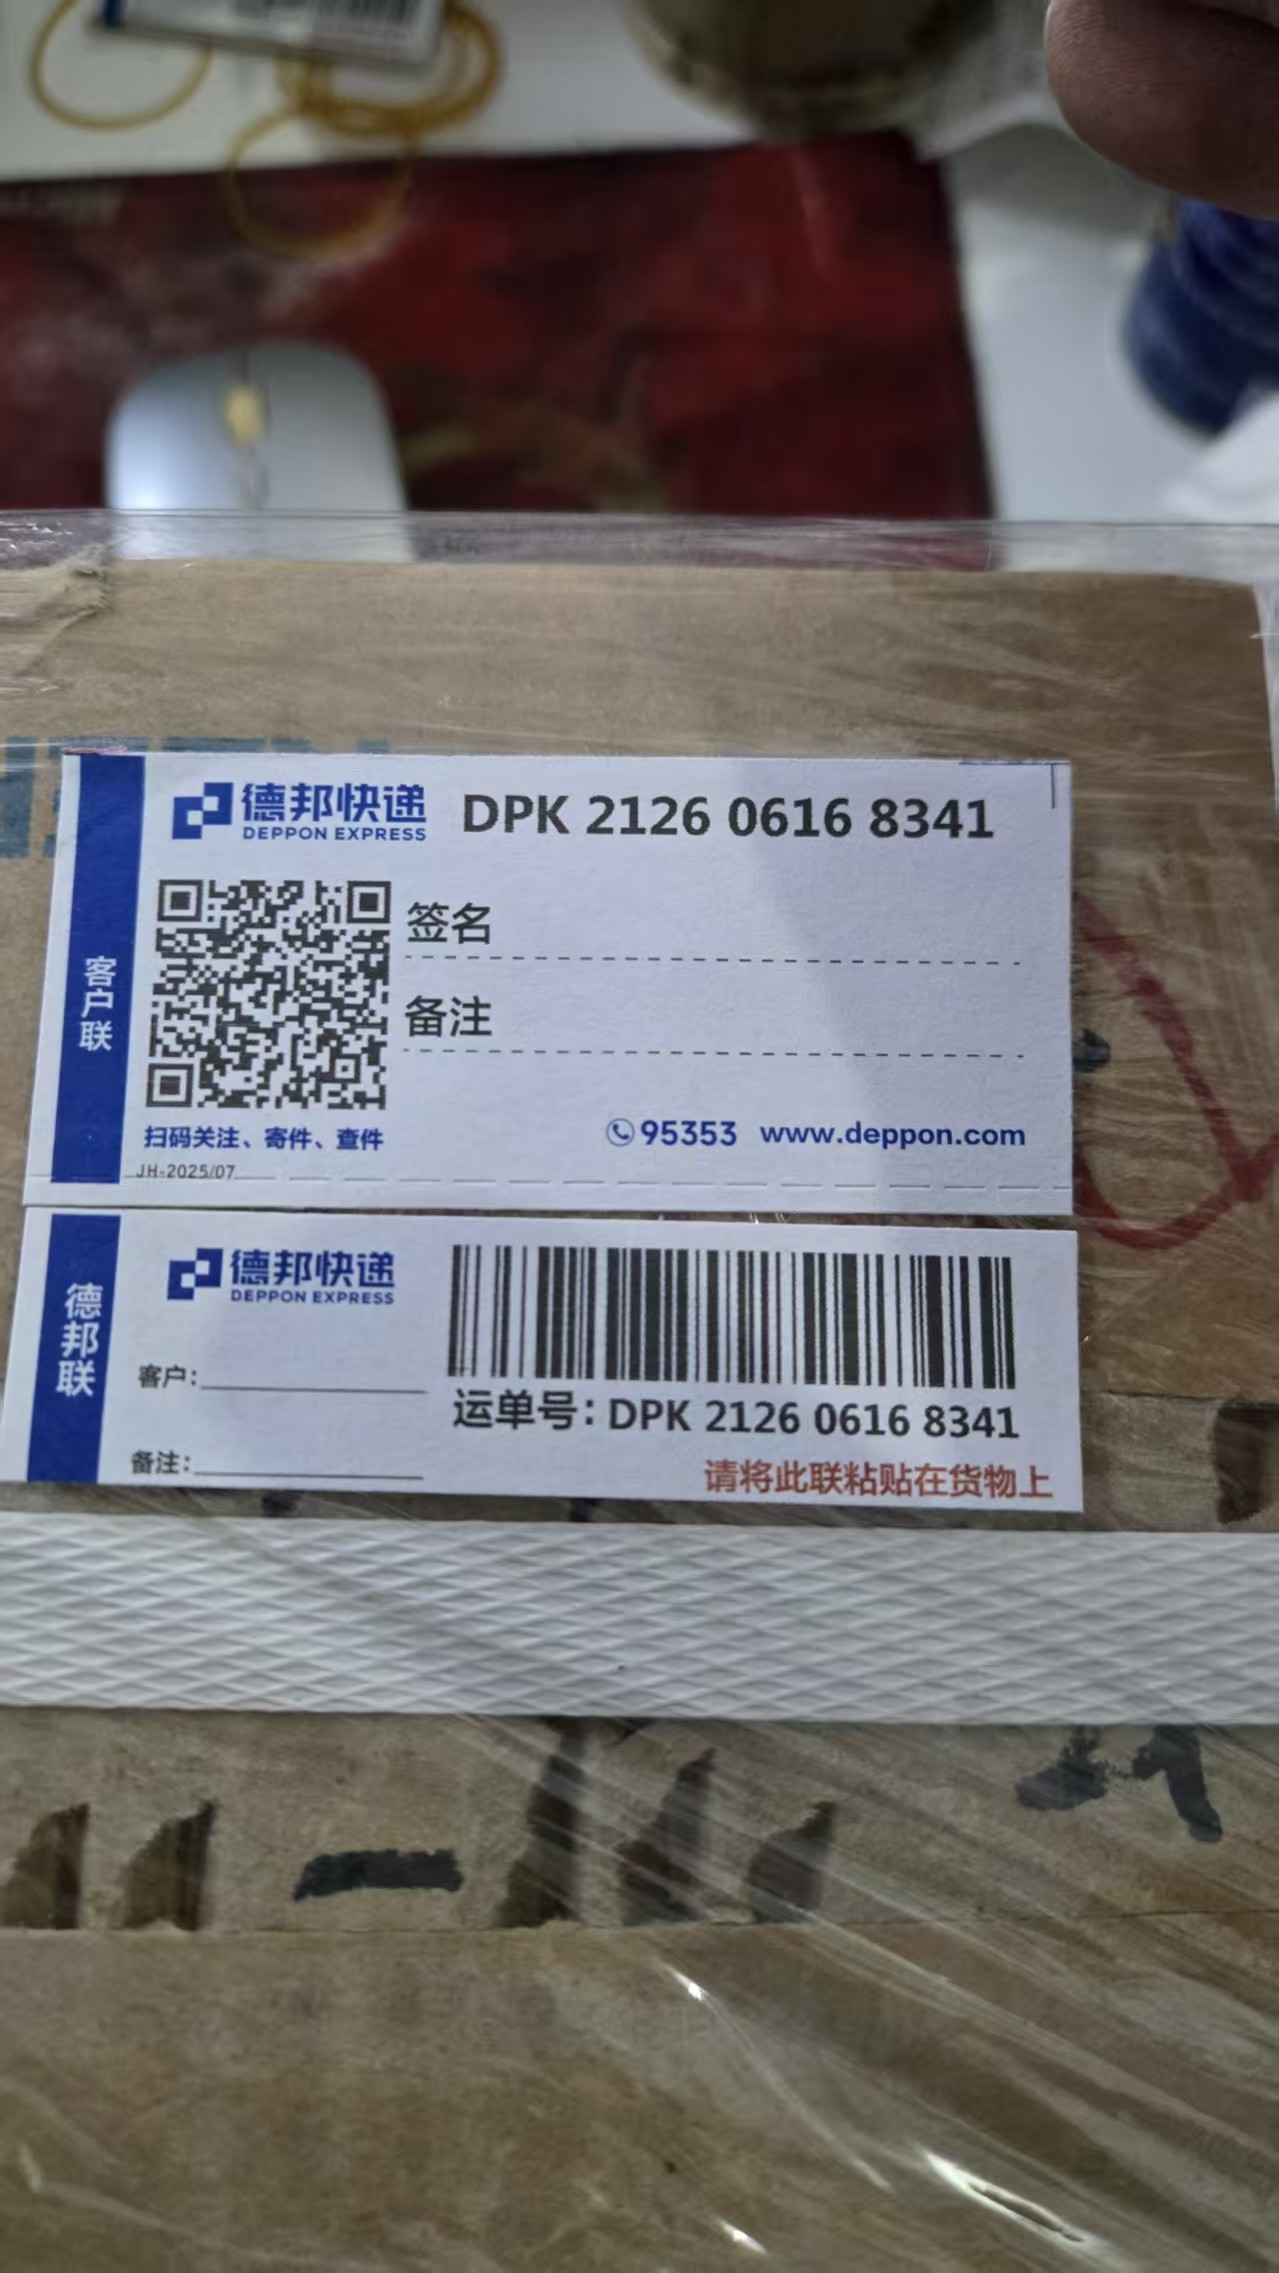 德邦快递 DPK 2126 0616 8341
DEPPON EXPRESS
客户联
签名
备注
扫码关注、寄件、查件
95353 www.deppon.com
JH-2025/07
德邦联
德邦快递
DEPPON EXPRESS
客户:
运单号: DPK 2126 0616 8341
备注:
请将此联粘贴在货物上